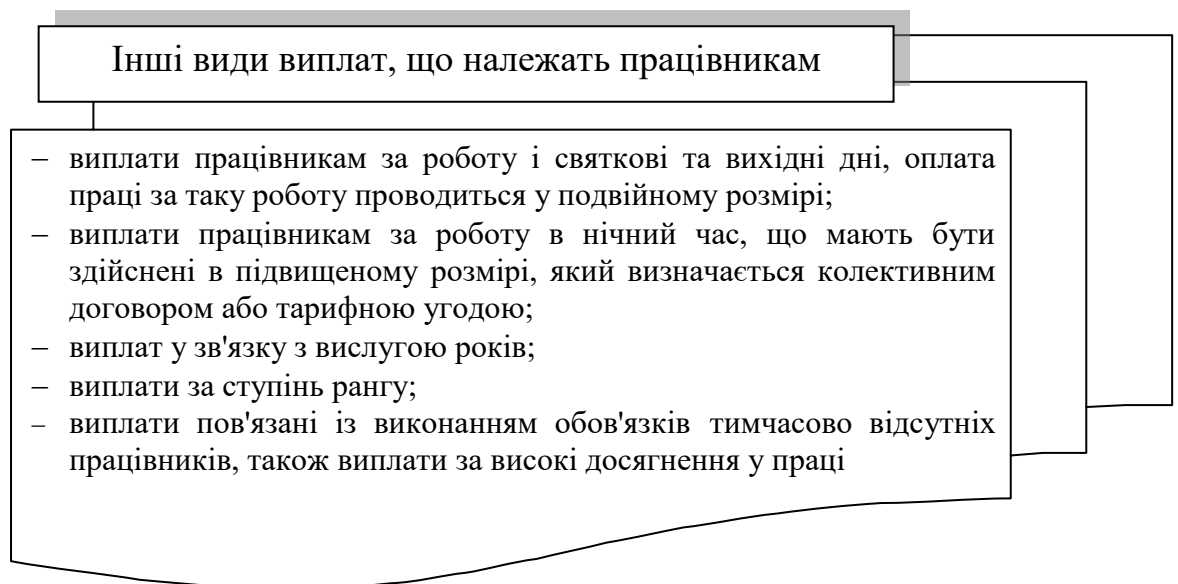 Інші види виплат, що належать працівникам
– виплати працівникам за роботу і святкові та вихідні дні, оплата
праці за таку роботу проводиться у подвійному розмірі;
– виплати працівникам за роботу в нічний час, що мають бути
здійснені в підвищеному розмірі, який визначається колективним
договором або тарифною угодою;
– виплат у зв'язку з вислугою років;
– виплати за ступінь рангу;
– виплати пов'язані із виконанням обов'язків тимчасово відсутніх
працівників, також виплати за високі досягнення у праці